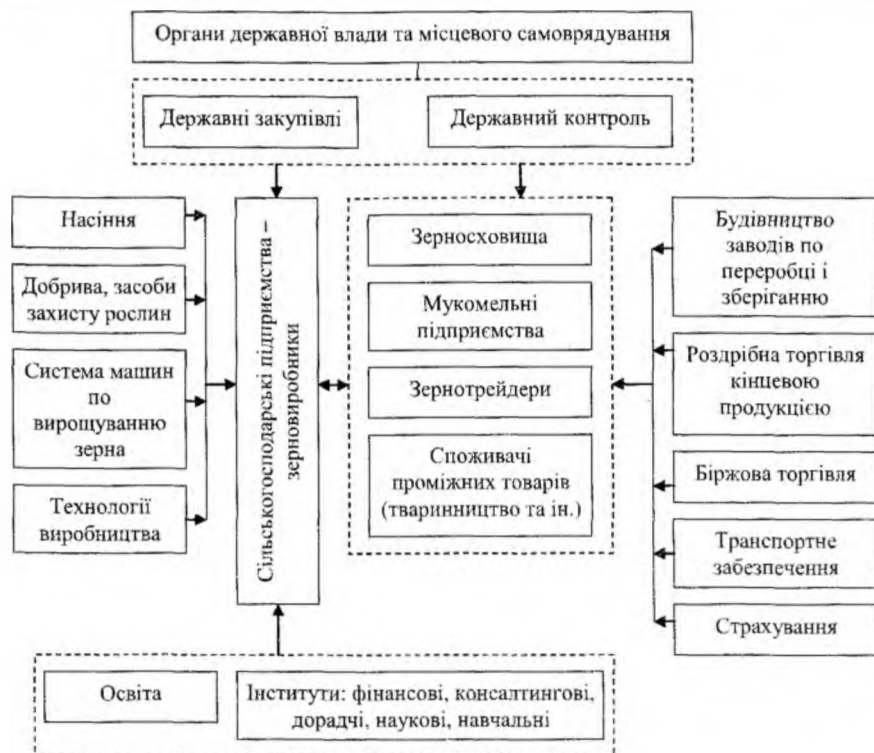 Органи державної влади та місцевого самоврядування
Державні закупівлі
Державний контроль
Насіння
Добрива, засоби
захисту рослин
Система машин
по
вирощуванню
зерна
Технології
виробництва
Сільськогосподарські підприємства –
зерновиробники
Зерносховища
Мукомельні
підприємства
Зернотрейдери
Споживачі
проміжних товарів
(тваринництво та ін.)
Будівництво
заводів по
переробці і
зберіганню
Роздрібна торгівля
кінцевою
продукцією
Біржова торгівля
Транспортне
забезпечення
Страхування
Освіта
Інститути: фінансові, консалтингові,
дорадчі, наукові, навчальні